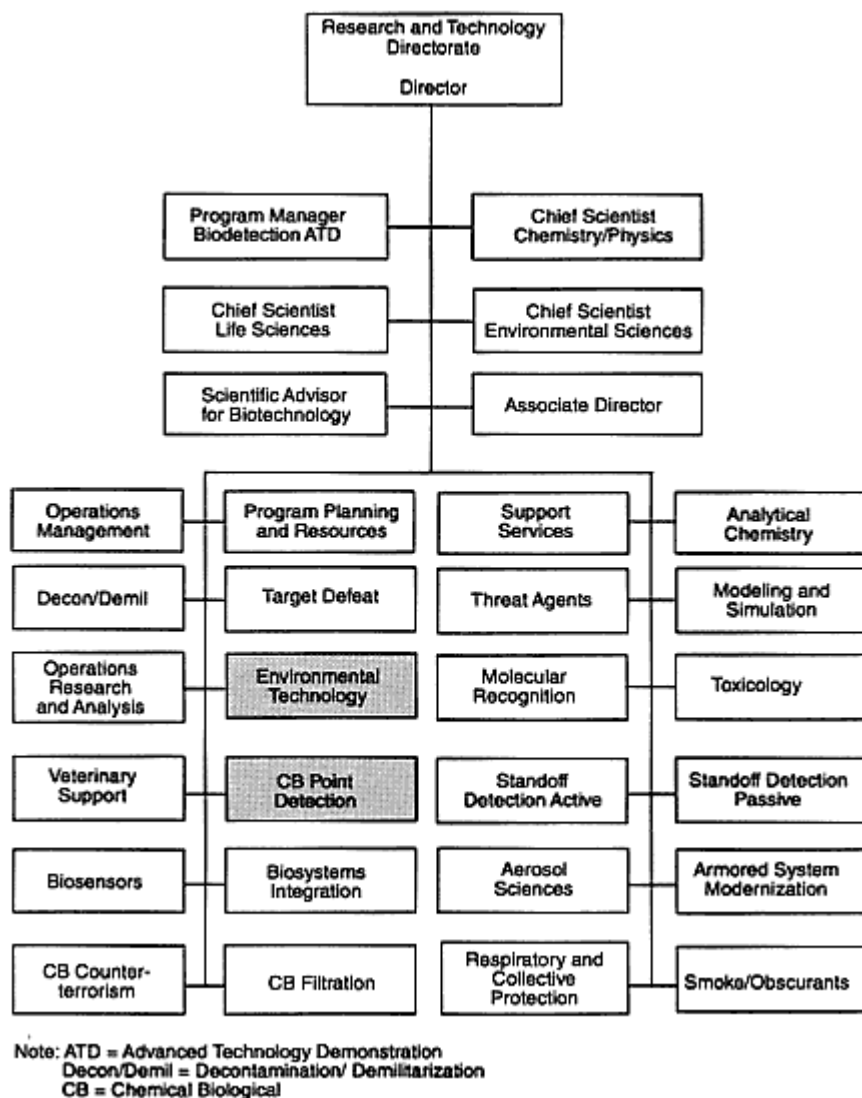 Research and Technology
Directorate
Director
Program Manager
Biodetection ATD
Chief Scientist
Chemistry/Physics
Chief Scientist
Life Sciences
Chief Scientist
Environmental Sciences
Scientific Advisor
for Biotechnology
Associate Director
Operations
Management
Program Planning
and Resources
Support
Services
Analytical
Chemistry
Decon/Demil
Target Defeat
Threat Agents
Modeling and
Simulation
Operations
Research
and Analysis
Environmental
Technology
Molecular
Recognition
Toxicology
Veterinary
Support
CB Point
Detection
Standoff
Detection Active
Standoff Detection
Passive
Biosensors
Biosystems
Integration
Aerosol
Sciences
Armored System
Modernization
CB Counter-
terrorism
CB Filtration
Respiratory and
Collective
Protection
Smoke/Obscurants
Note: ATD = Advanced Technology Demonstration
Decon/Demil = Decontamination/ Demilitarization
CB = Chemical Biological